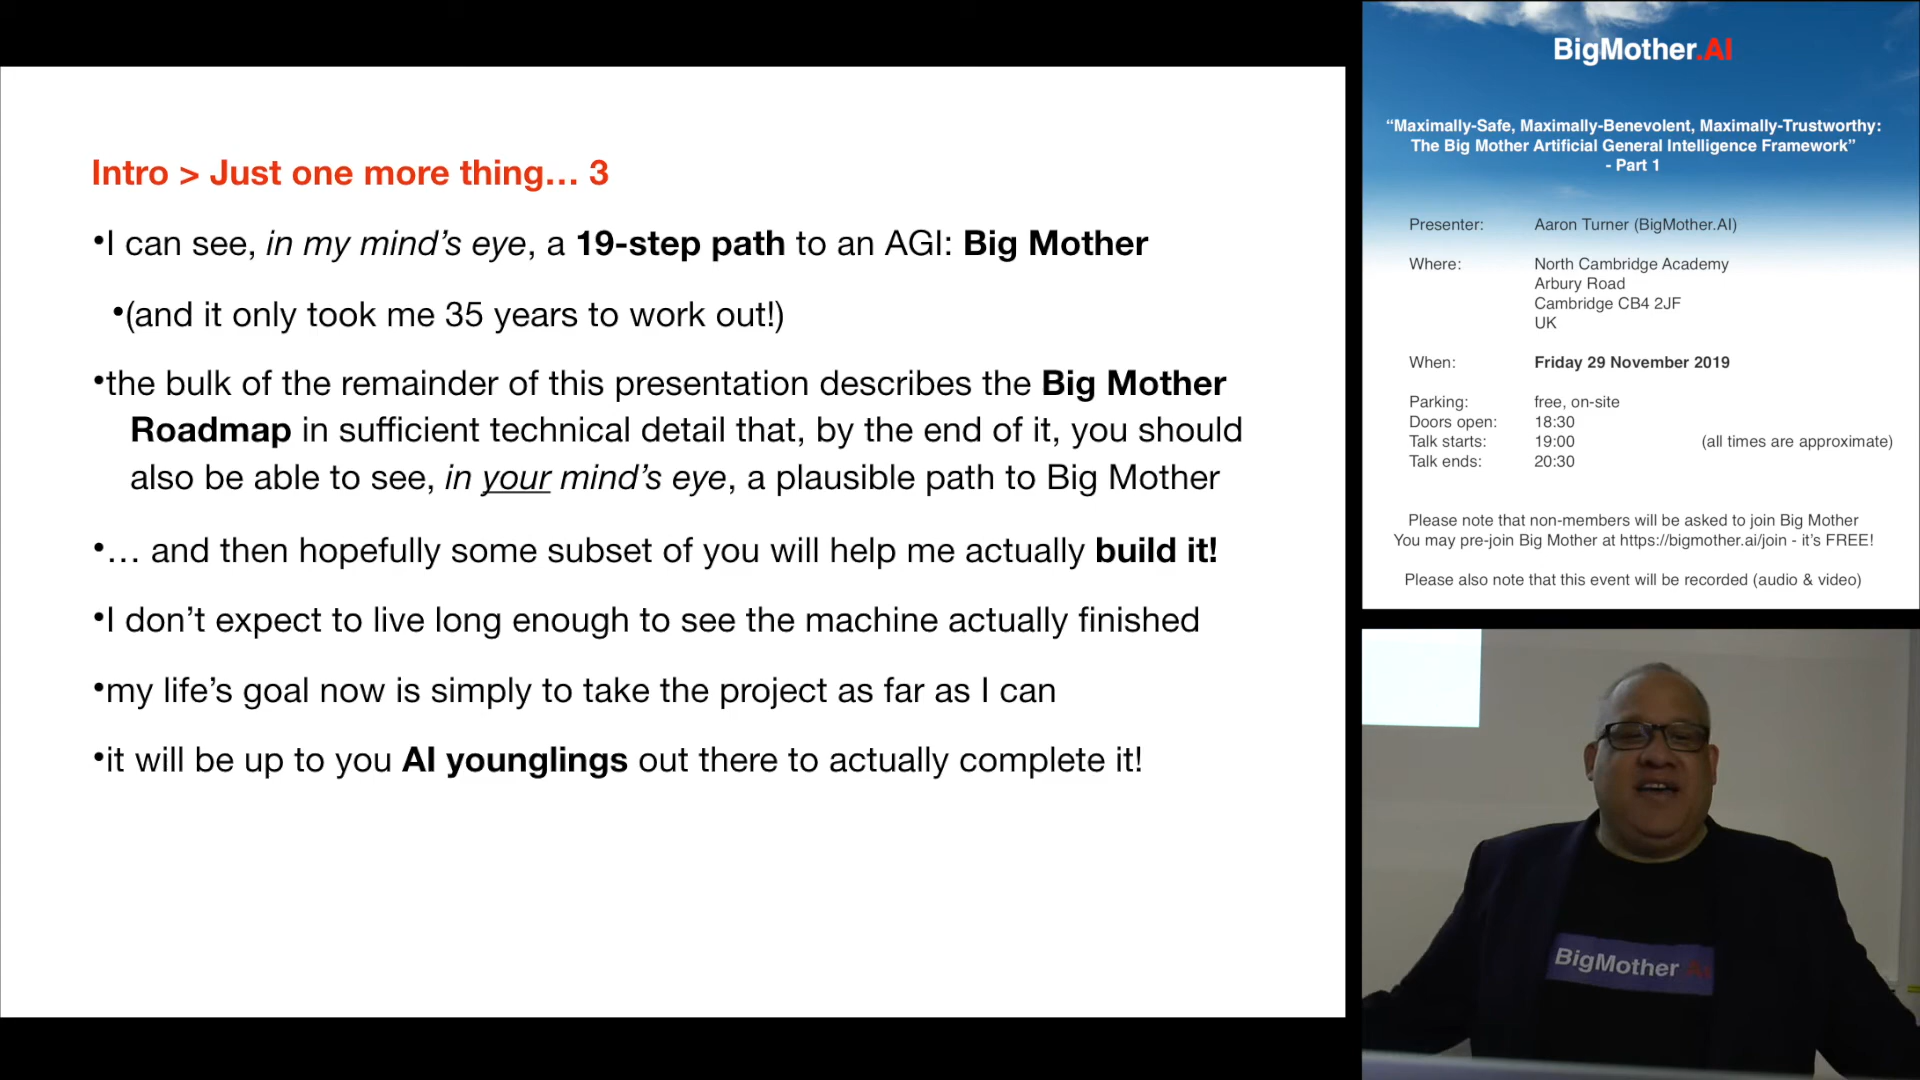 Intro > Just one more thing… 3
•I can see, in my mind’s eye, a 19-step path to an AGI: Big Mother
•(and it only took me 35 years to work out!)
•the bulk of the remainder of this presentation describes the Big Mother
Roadmap in sufficient technical detail that, by the end of it, you should
also be able to see, in your mind’s eye, a plausible path to Big Mother
•… and then hopefully some subset of you will help me actually build it!
•I don’t expect to live long enough to see the machine actually finished
•my life’s goal now is simply to take the project as far as I can
•it will be up to you AI younglings out there to actually complete it!
BigMother.AI
“Maximally-Safe, Maximally-Benevolent, Maximally-Trustworthy:
The Big Mother Artificial General Intelligence Framework”
- Part 1
Presenter: Aaron Turner (BigMother.AI)
Where: North Cambridge Academy
Arbury Road
Cambridge CB4 2JF
UK
When: Friday 29 November 2019
Parking: free, on-site
Doors open: 18:30
Talk starts: 19:00 (all times are approximate)
Talk ends: 20:30
Please note that non-members will be asked to join Big Mother
You may pre-join Big Mother at https://bigmother.ai/join - it’s FREE!
Please also note that this event will be recorded (audio & video)
BigMother.AI